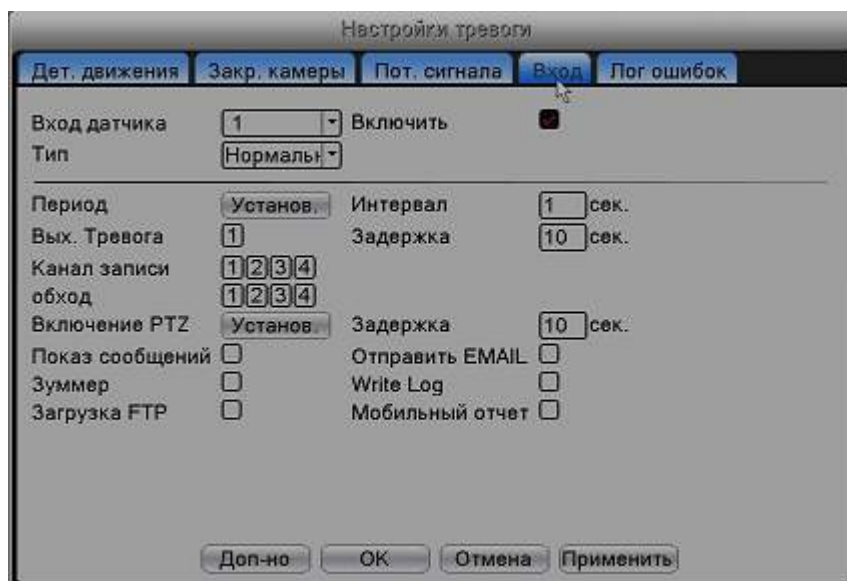 Настройки тревоги
Дет. движения Закр. камеры Пот. сигнала Вход Лог ошибок
Вход датчика 1 Включить
Тип Нормальн
Период Установ. Интервал 1 сек.
Вых. Тревога 1 Задержка 10 сек.
Канал записи 1 2 3 4
обход 1 2 3 4
Включение PTZ Установ. Задержка 10 сек.
Показ сообщений Отправить EMAIL
Зуммер Write Log
Загрузка FTP Мобильный отчет
Доп-но OK Отмена Применить